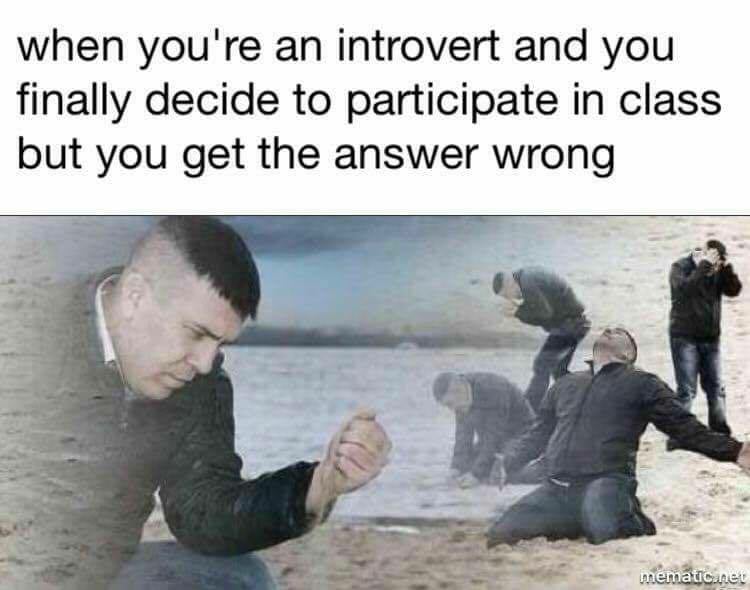 when you're an introvert and you
finally decide to participate in class
but you get the answer wrong
mematic.net